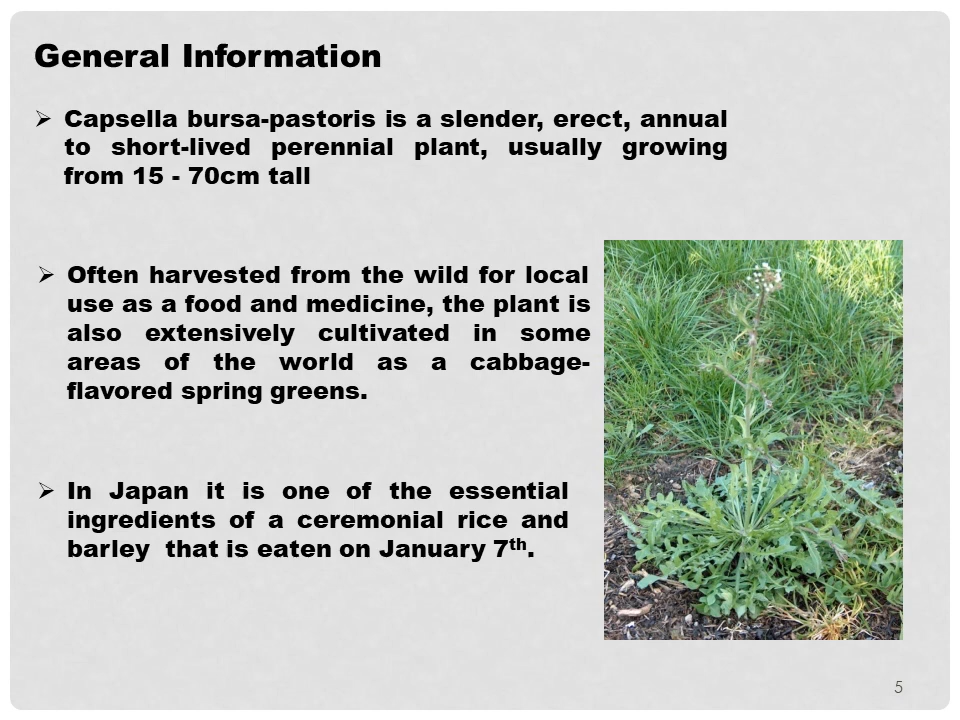 General Information
➢ Capsella bursa-pastoris is a slender, erect, annual
to short-lived perennial plant, usually growing
from 15 - 70cm tall
➢ Often harvested from the wild for local
use as a food and medicine, the plant is
also extensively cultivated in some
areas of the world as a cabbage-
flavored spring greens.
➢ In Japan it is one of the essential
ingredients of a ceremonial rice and
barley  that is eaten on January 7th.
5